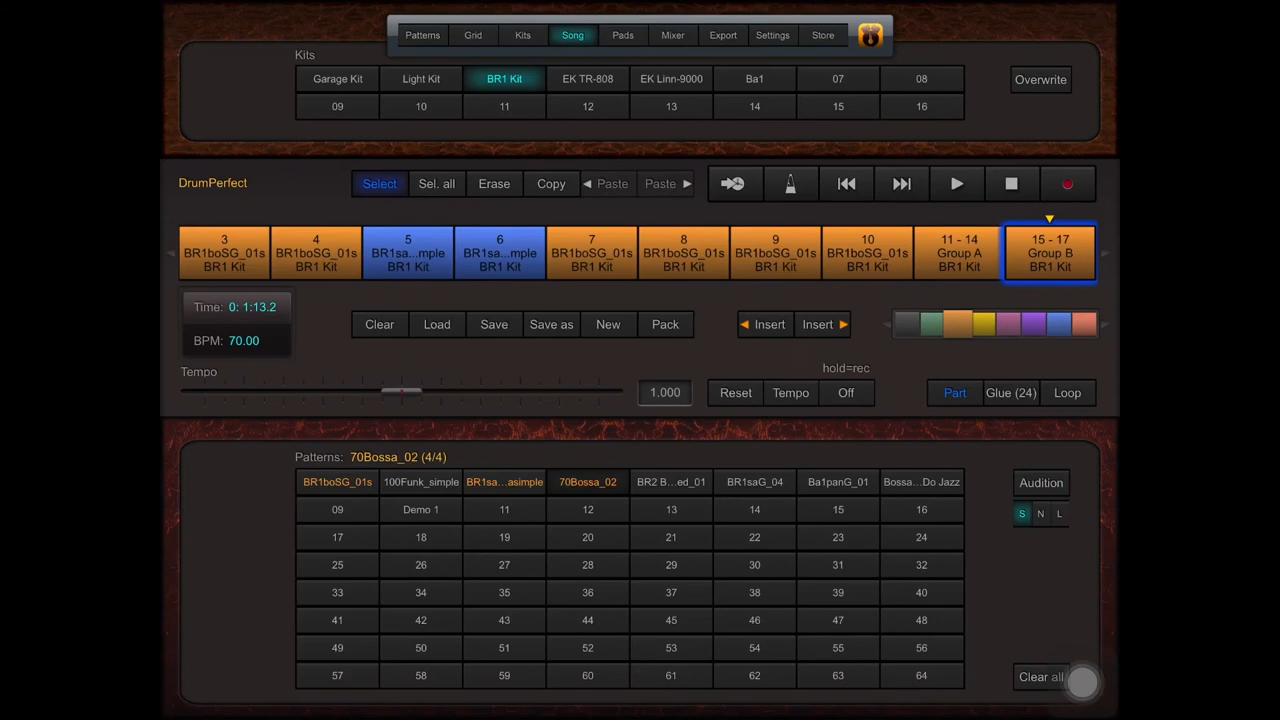 Patterns Grid Kits Song Pads Mixer Export Settings Store
Kits
Garage Kit Light Kit BR1 Kit EK TR-808 EK Linn-9000 Ba1 07 08
Overwrite
09 10 11 12 13 14 15 16
DrumPerfect
Select Sel. all Erase Copy Paste Paste
3 4 5 6 7 8 9 10 11 - 14 15 - 17
BR1boSG_01s BR1boSG_01s BR1sa...mple BR1sa...mple BR1boSG_01s BR1boSG_01s BR1boSG_01s BR1boSG_01s Group A Group B
BR1 Kit BR1 Kit BR1 Kit BR1 Kit BR1 Kit BR1 Kit BR1 Kit BR1 Kit BR1 Kit BR1 Kit
Time: 0: 1:13.2
Clear Load Save Save as New Pack Insert Insert
BPM: 70.00
Tempo
hold=rec
1.000 Reset Tempo Off Part Glue (24) Loop
Patterns: 70Bossa_02 (4/4)
BR1boSG_01s 100Funk_simple BR1sa...asimple 70Bossa_02 BR2 B...ed_01 BR1saG_04 Ba1panG_01 Bossa...Do Jazz
Audition
09 Demo 1 11 12 13 14 15 16
S N L
17 18 19 20 21 22 23 24
25 26 27 28 29 30 31 32
33 34 35 36 37 38 39 40
41 42 43 44 45 46 47 48
49 50 51 52 53 54 55 56
57 58 59 60 61 62 63 64
Clear all